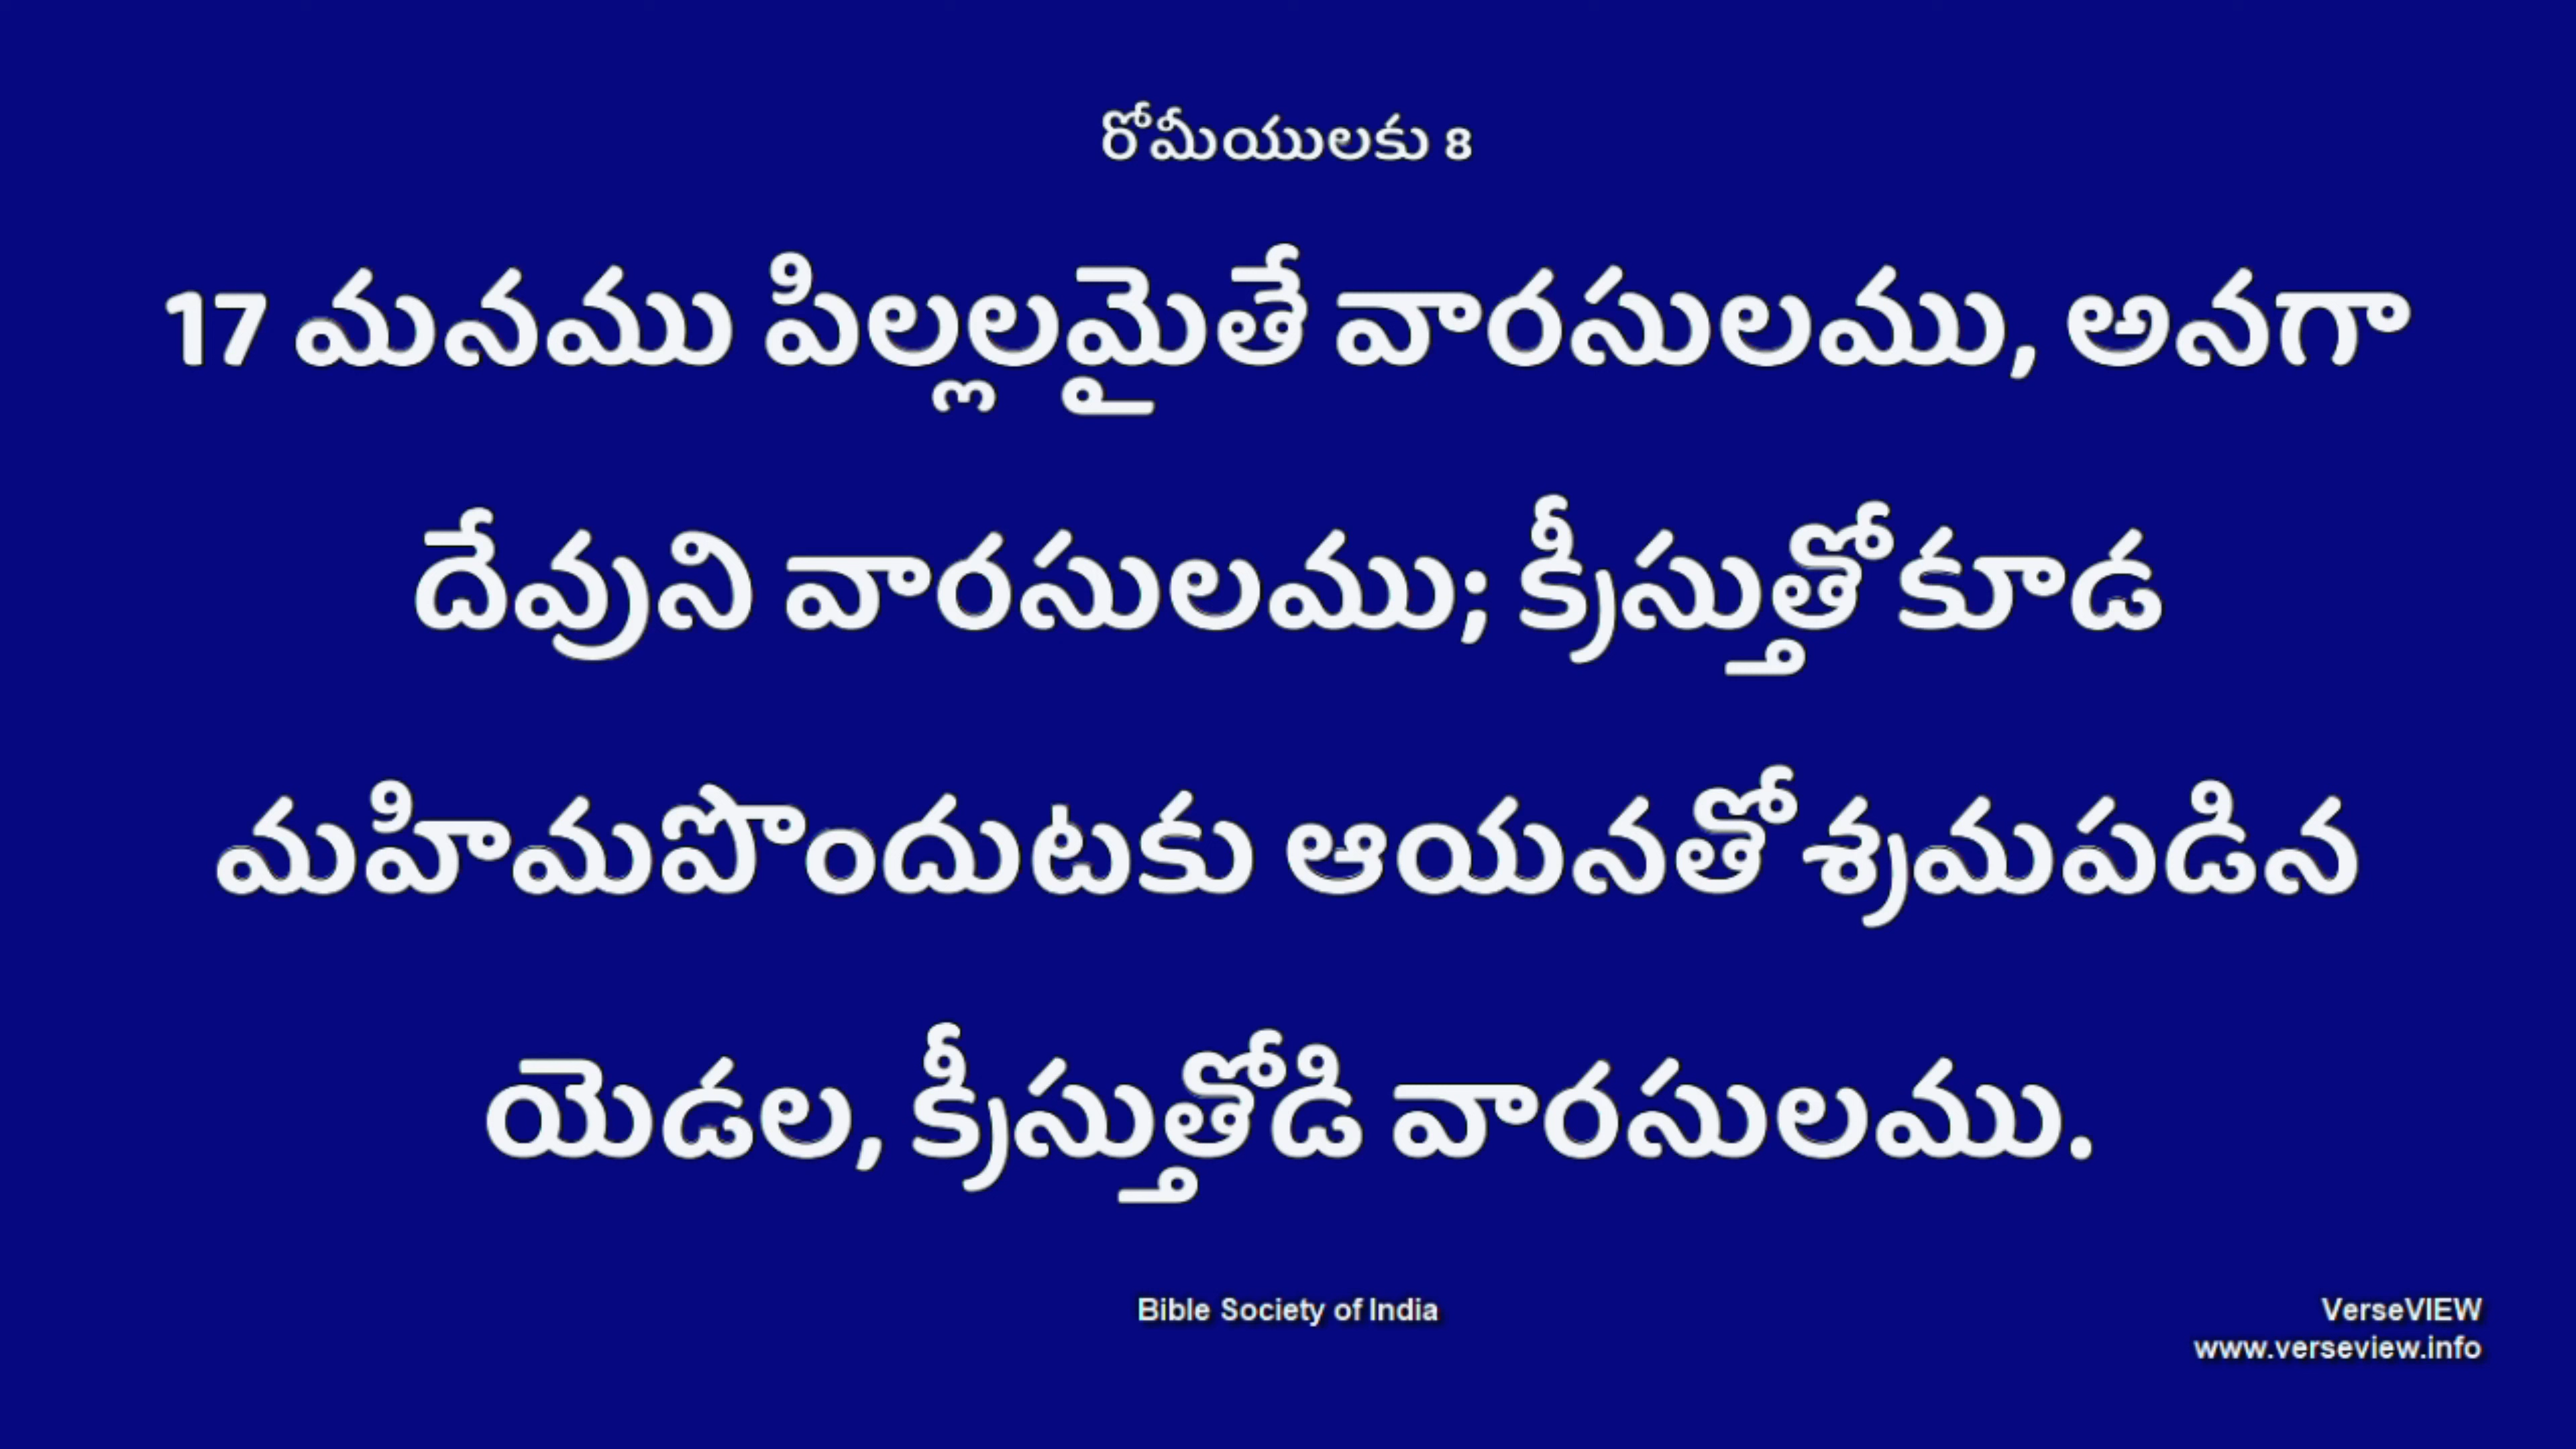 రోమీయులకు 8
17 మనము పిల్లలమైతే వారసులము, అనగా
దేవుని వారసులము; క్రీస్తుతోకూడ
మహిమపొందుటకు ఆయనతో శ్రమపడిన
యెడల, క్రీస్తుతోడి వారసులము.
Bible Society of India
VerseVIEW
www.verseview.info